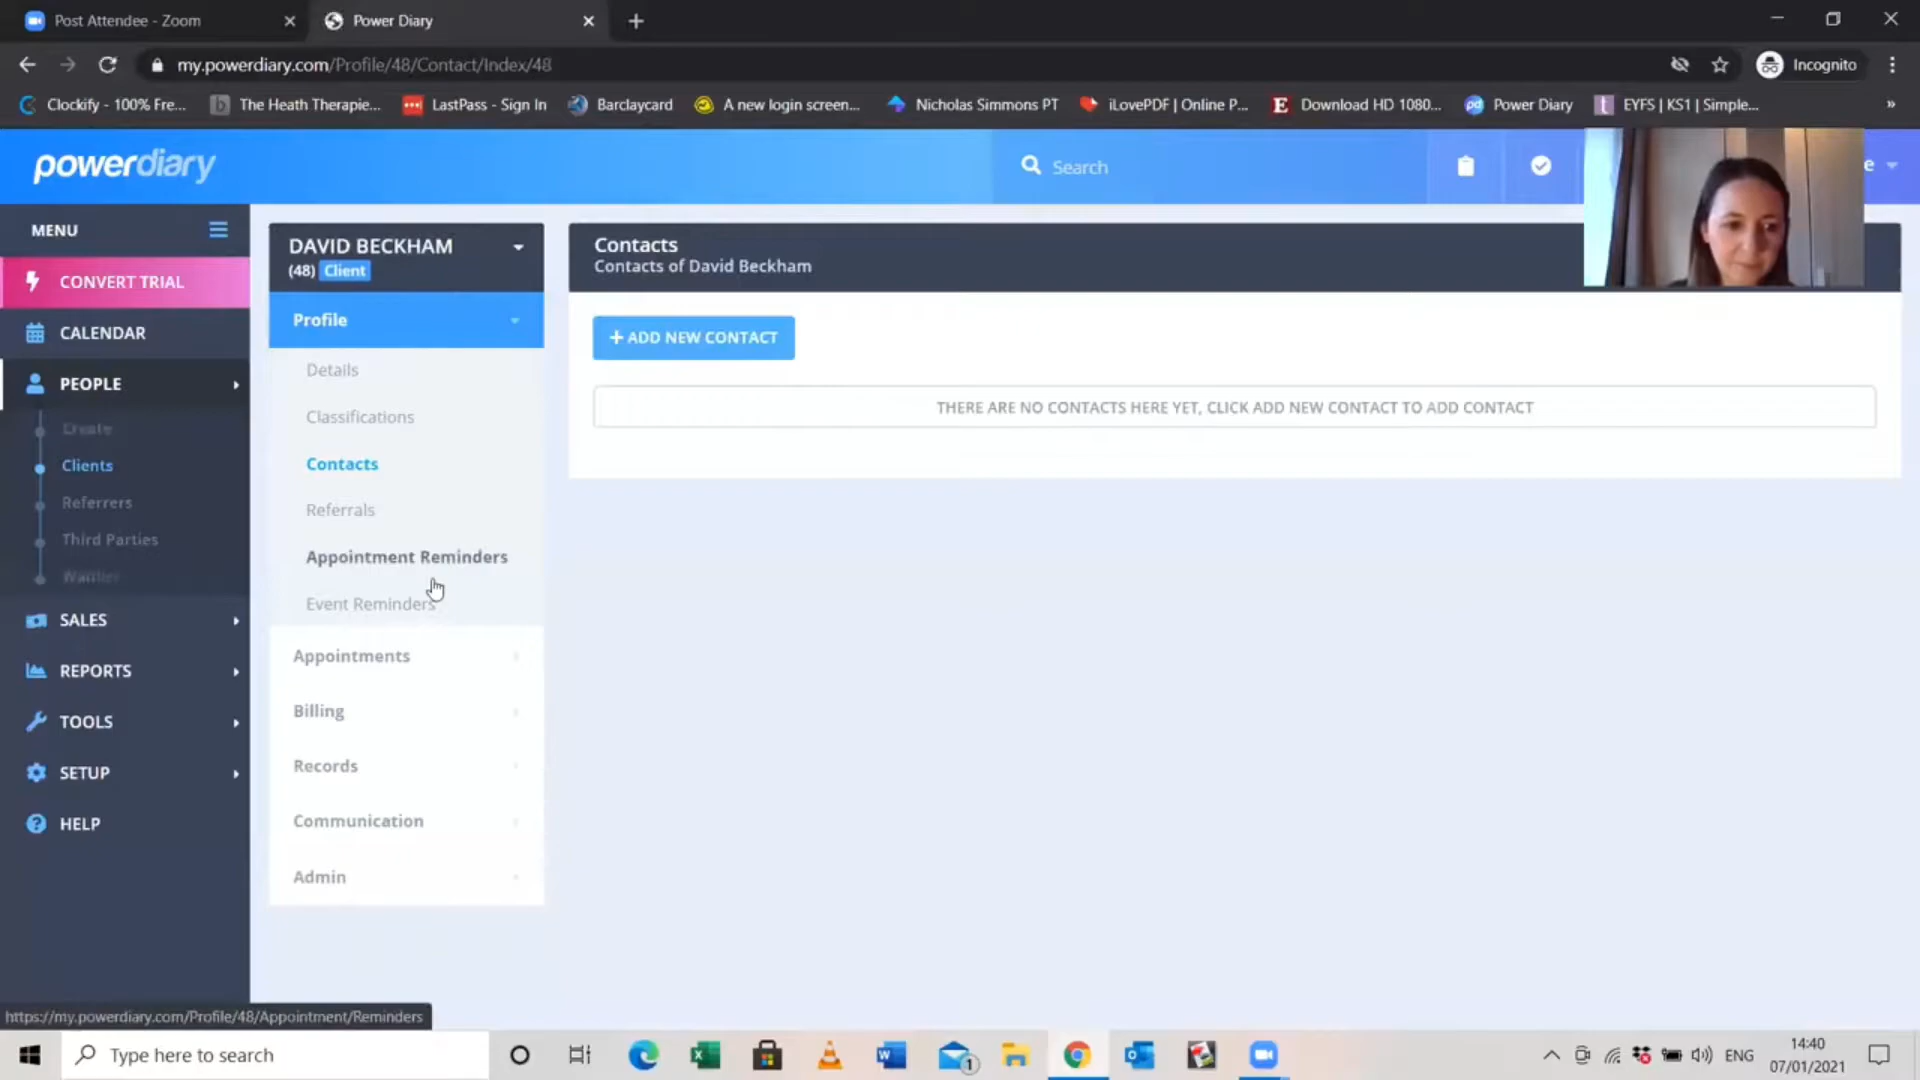 Post Attendee - Zoom
Power Diary
my.powerdiary.com/Profile/48/Contact/Index/48
Incognito
Clockify - 100% Fre...
The Heath Therapie...
LastPass - Sign In
Barclaycard
A new login screen...
Nicholas Simmons PT
iLovePDF | Online P...
Download HD 1080...
Power Diary
EYFS | KS1 | Simple...
»
powerdiary
Search
e
MENU
CONVERT TRIAL
CALENDAR
PEOPLE
Create
Clients
Referrers
Third Parties
Waitlist
SALES
REPORTS
TOOLS
SETUP
HELP
DAVID BECKHAM
(48) Client
Profile
Details
Classifications
Contacts
Referrals
Appointment Reminders
Event Reminders
Appointments
Billing
Records
Communication
Admin
Contacts
Contacts of David Beckham
+ ADD NEW CONTACT
THERE ARE NO CONTACTS HERE YET, CLICK ADD NEW CONTACT TO ADD CONTACT
https://my.powerdiary.com/Profile/48/Appointment/Reminders
Type here to search
1
ENG
14:40
07/01/2021